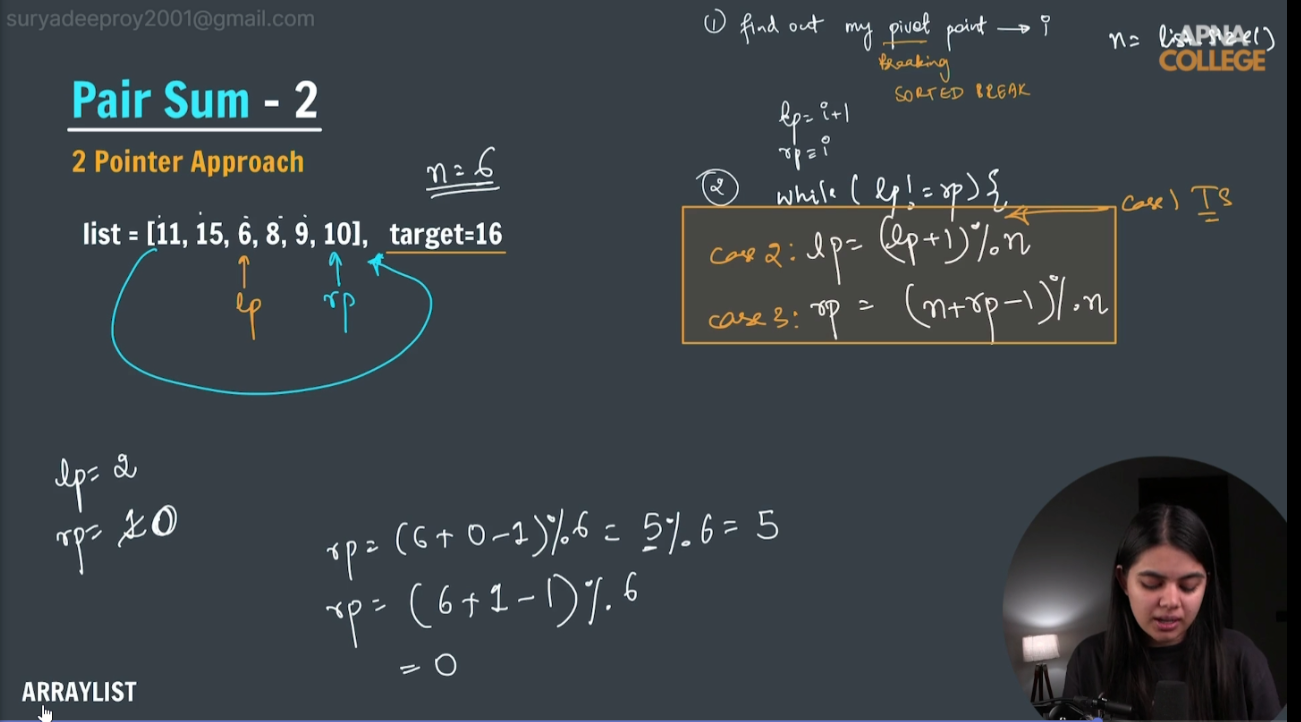 suryadeeproy2001@gmail.com
① find out my pivot point → i
Breaking
SORTED BREAK
n = list.size()
APNA
COLLEGE
Pair Sum - 2
2 Pointer Approach
n = 6
lp = i+1
rp = i
② while ( lp != rp ) {
case 1 TS
list = [11, 15, 6, 8, 9, 10], target=16
case 2: lp = (lp+1)%n
case 3: rp = (n+rp-1)%n
lp
rp
lp = 2
rp = 1 0
rp = (6+0-1)%6 = 5%6 = 5
rp = (6+1-1)%6
= 0
ARRAYLIST